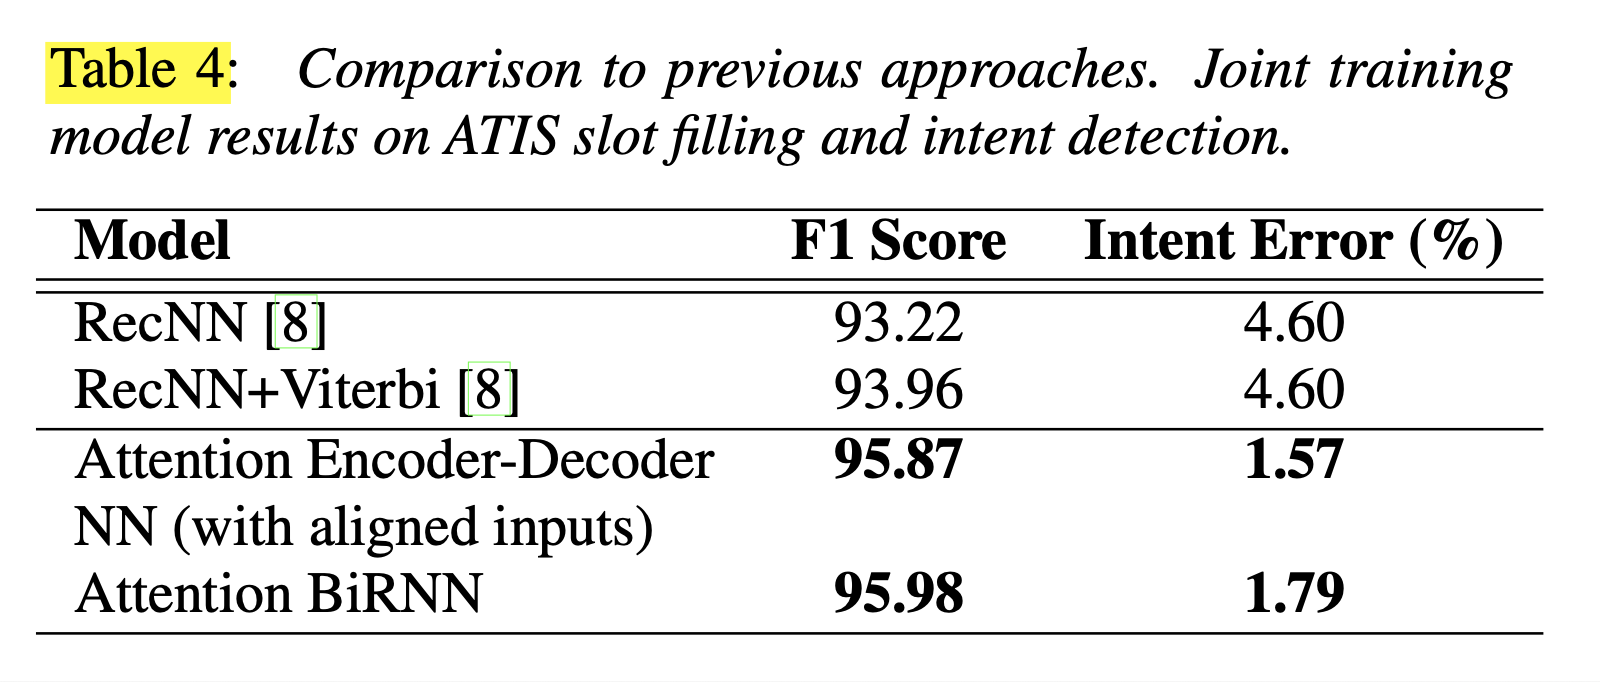 Table 4: Comparison to previous approaches. Joint training
model results on ATIS slot filling and intent detection.
Model F1 Score Intent Error (%)
RecNN [8] 93.22 4.60
RecNN+Viterbi [8] 93.96 4.60
Attention Encoder-Decoder 95.87 1.57
NN (with aligned inputs)
Attention BiRNN 95.98 1.79